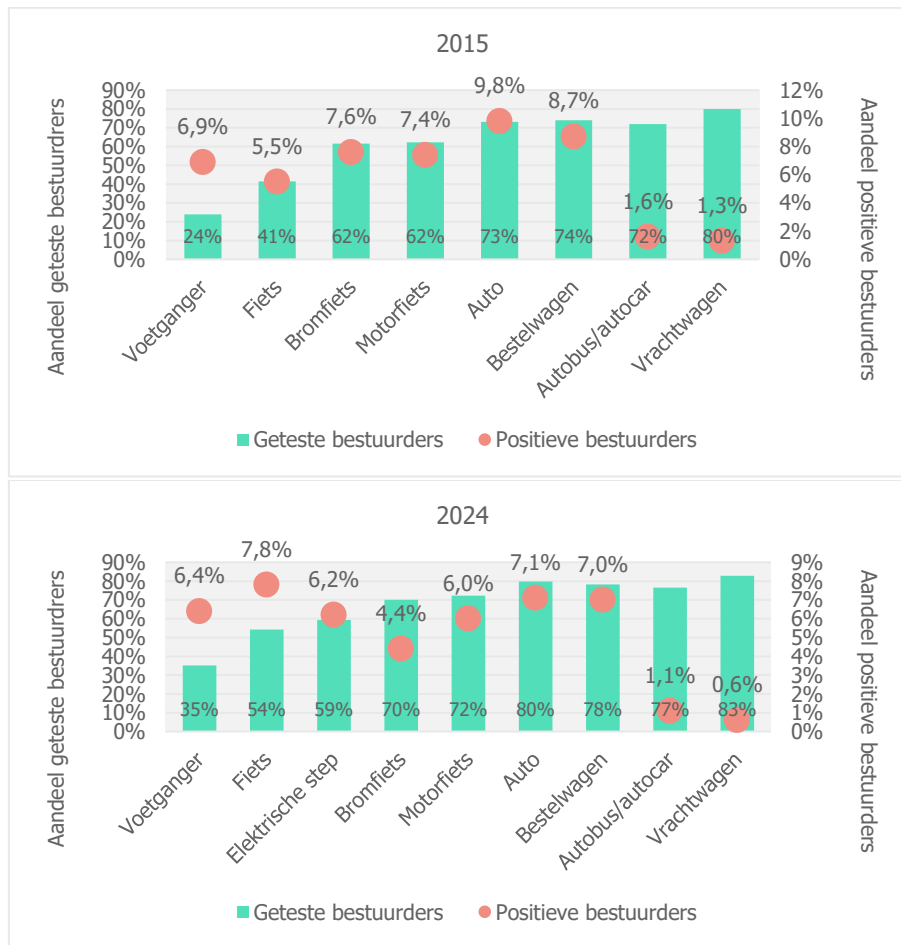 2015
Aandeel geteste bestuurdrers
90%
80%
70%
60%
50%
40%
30%
20%
10%
0%
6,9%
5,5%
7,6%
7,4%
9,8%
8,7%
1,6%
1,3%
24%
41%
62%
62%
73%
74%
72%
80%
12%
10%
8%
6%
4%
2%
0%
Aandeel positieve bestuurders
Voetganger
Fiets
Bromfiets
Motorfiets
Auto
Bestelwagen
Autobus/autocar
Vrachtwagen
Geteste bestuurders
Positieve bestuurders
2024
Aandeel geteste bestuurdrers
90%
80%
70%
60%
50%
40%
30%
20%
10%
0%
6,4%
7,8%
6,2%
4,4%
6,0%
7,1%
7,0%
1,1%
0,6%
35%
54%
59%
70%
72%
80%
78%
77%
83%
9%
8%
7%
6%
5%
4%
3%
2%
1%
0%
Aandeel positieve bestuurders
Voetganger
Fiets
Elektrische step
Bromfiets
Motorfiets
Auto
Bestelwagen
Autobus/autocar
Vrachtwagen
Geteste bestuurders
Positieve bestuurders